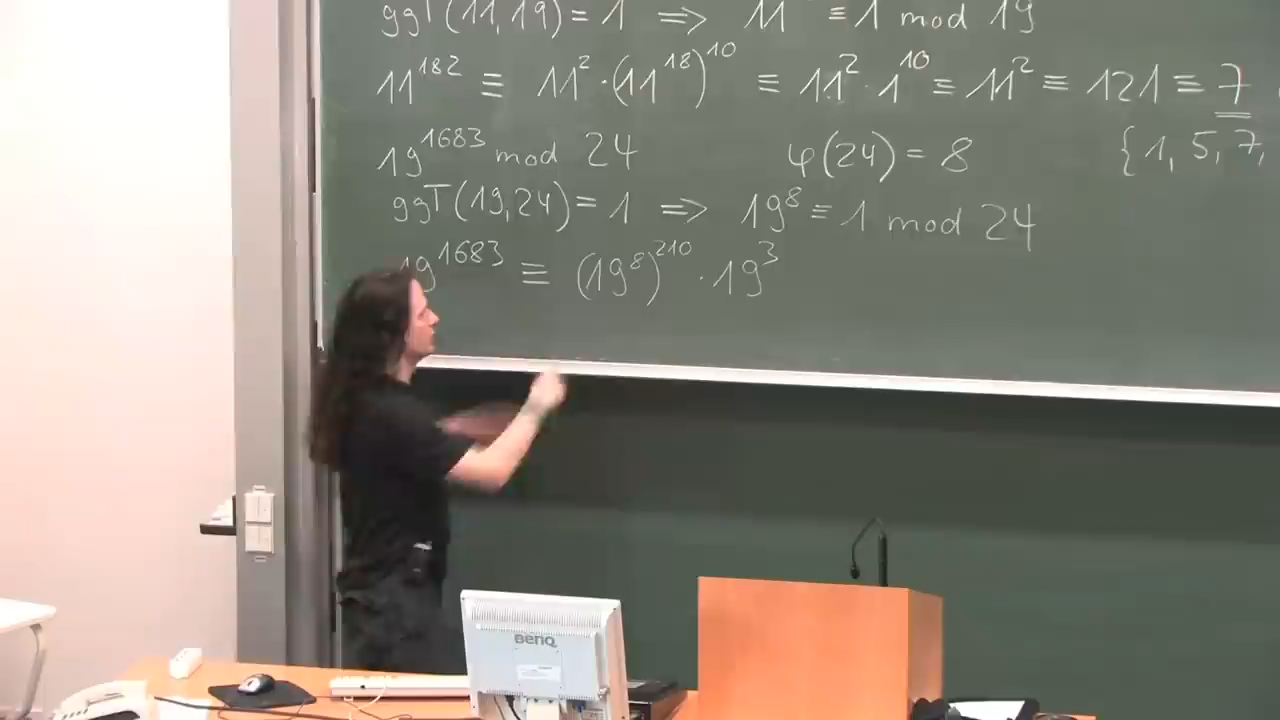 ggT(11,19) = 1 ⇒ 11 ≡ 1 mod 19
11^182 ≡ 11^2 · (11^18)^10 ≡ 11^2 · 1^10 ≡ 11^2 ≡ 121 ≡ 7
19^1683 mod 24 φ(24) = 8 {1, 5, 7,
ggT(19,24) = 1 ⇒ 19^8 ≡ 1 mod 24
19^1683 ≡ (19^8)^210 · 19^3
BenQ